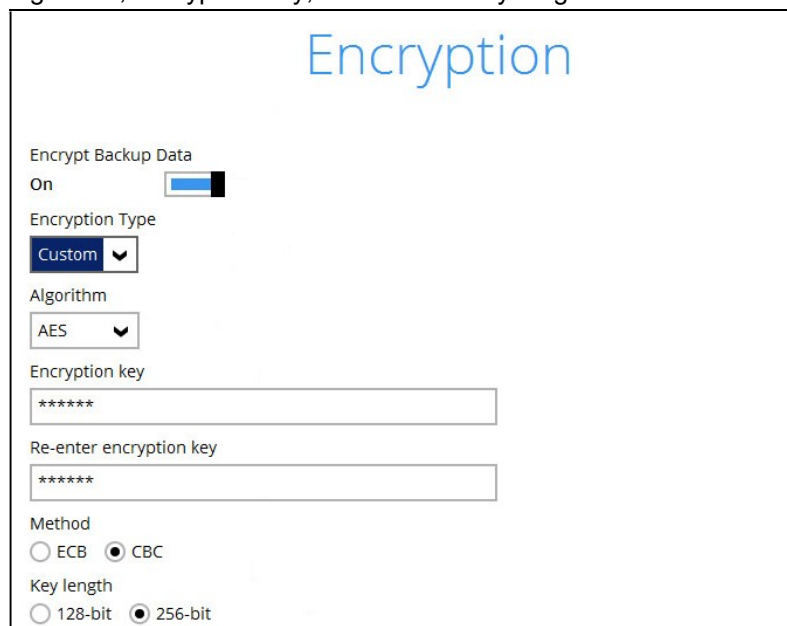 Encryption
Encrypt Backup Data
On
Encryption Type
Custom
Algorithm
AES
Encryption key
******
Re-enter encryption key
******
Method
ECB CBC
Key length
128-bit 256-bit